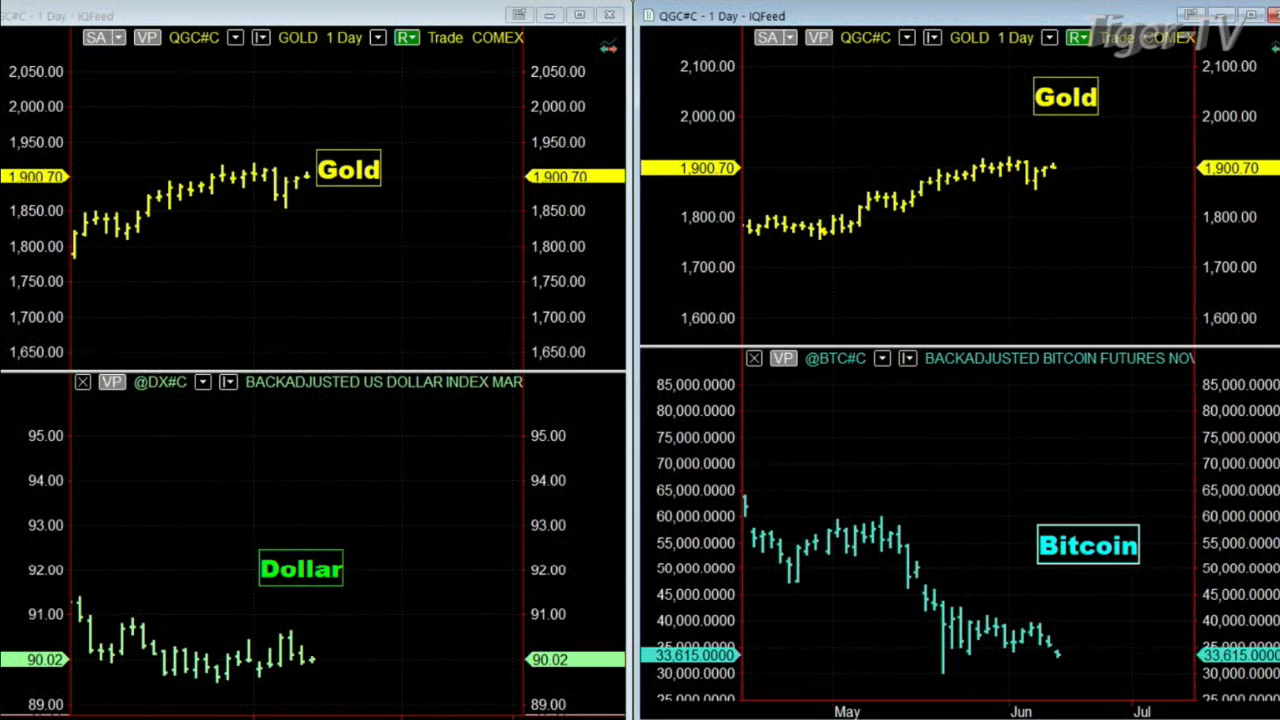 GC#C - 1 Day - IQFeed
SA VP QGC#C GOLD 1 Day R Trade COMEX
2,050.00 2,050.00
2,000.00 2,000.00
1,950.00 1,950.00
Gold
1,900.70 1,900.70
1,850.00 1,850.00
1,800.00 1,800.00
1,750.00 1,750.00
1,700.00 1,700.00
1,650.00 1,650.00
VP @DX#C BACKADJUSTED US DOLLAR INDEX MAR
95.00 95.00
94.00 94.00
93.00 93.00
92.00 92.00
Dollar
91.00 91.00
90.02 90.02
89.00 89.00
QGC#C - 1 Day - IQFeed
TigerTV
SA VP QGC#C GOLD 1 Day R Trade COMEX
2,100.00 2,100.00
Gold
2,000.00 2,000.00
1,900.70 1,900.70
1,800.00 1,800.00
1,700.00 1,700.00
1,600.00 1,600.00
VP @BTC#C BACKADJUSTED BITCOIN FUTURES NOV
85,000.0000 85,000.0000
80,000.0000 80,000.0000
75,000.0000 75,000.0000
70,000.0000 70,000.0000
65,000.0000 65,000.0000
60,000.0000 60,000.0000
55,000.0000 55,000.0000
Bitcoin
50,000.0000 50,000.0000
45,000.0000 45,000.0000
40,000.0000 40,000.0000
33,615.0000 33,615.0000
30,000.0000 30,000.0000
25,000.0000 25,000.0000
May Jun Jul